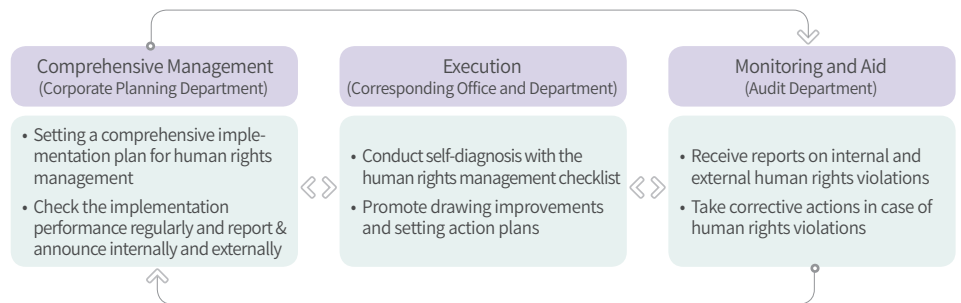 Comprehensive Management
(Corporate Planning Department)
• Setting a comprehensive imple-
mentation plan for human rights
management
• Check the implementation
performance regularly and report &
announce internally and externally
Execution
(Corresponding Office and Department)
• Conduct self-diagnosis with the
human rights management checklist
• Promote drawing improvements
and setting action plans
Monitoring and Aid
(Audit Department)
• Receive reports on internal and
external human rights violations
• Take corrective actions in case of
human rights violations